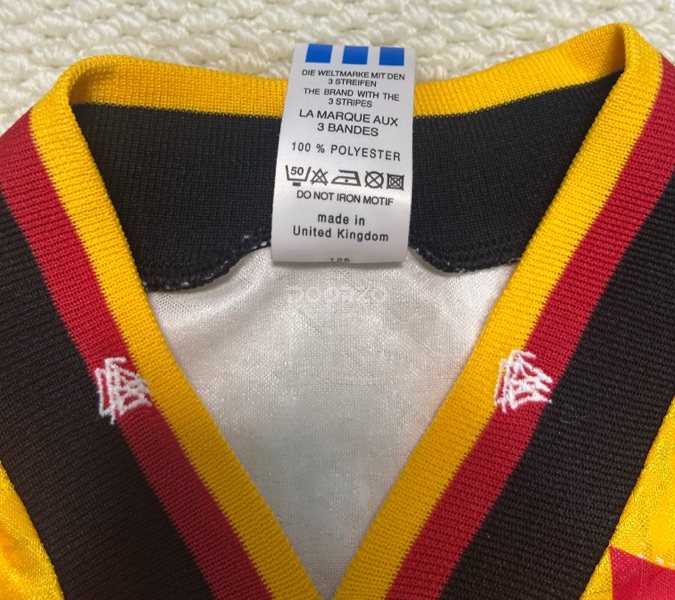 DIE WELTMARKE MIT DEN
3 STREIFEN
THE BRAND WITH THE
3 STRIPES
LA MARQUE AUX
3 BANDES
100 % POLYESTER
50
DO NOT IRON MOTIF
made in
United Kingdom